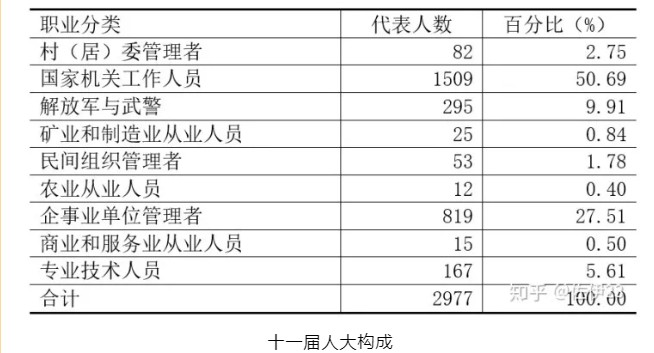 职业分类 代表人数 百分比（%）
村（居）委管理者 82 2.75
国家机关工作人员 1509 50.69
解放军与武警 295 9.91
矿业和制造业从业人员 25 0.84
民间组织管理者 53 1.78
农业从业人员 12 0.40
企事业单位管理者 819 27.51
商业和服务业从业人员 15 0.50
专业技术人员 167 5.61
合计 2977 100.00
知乎
十一届人大构成